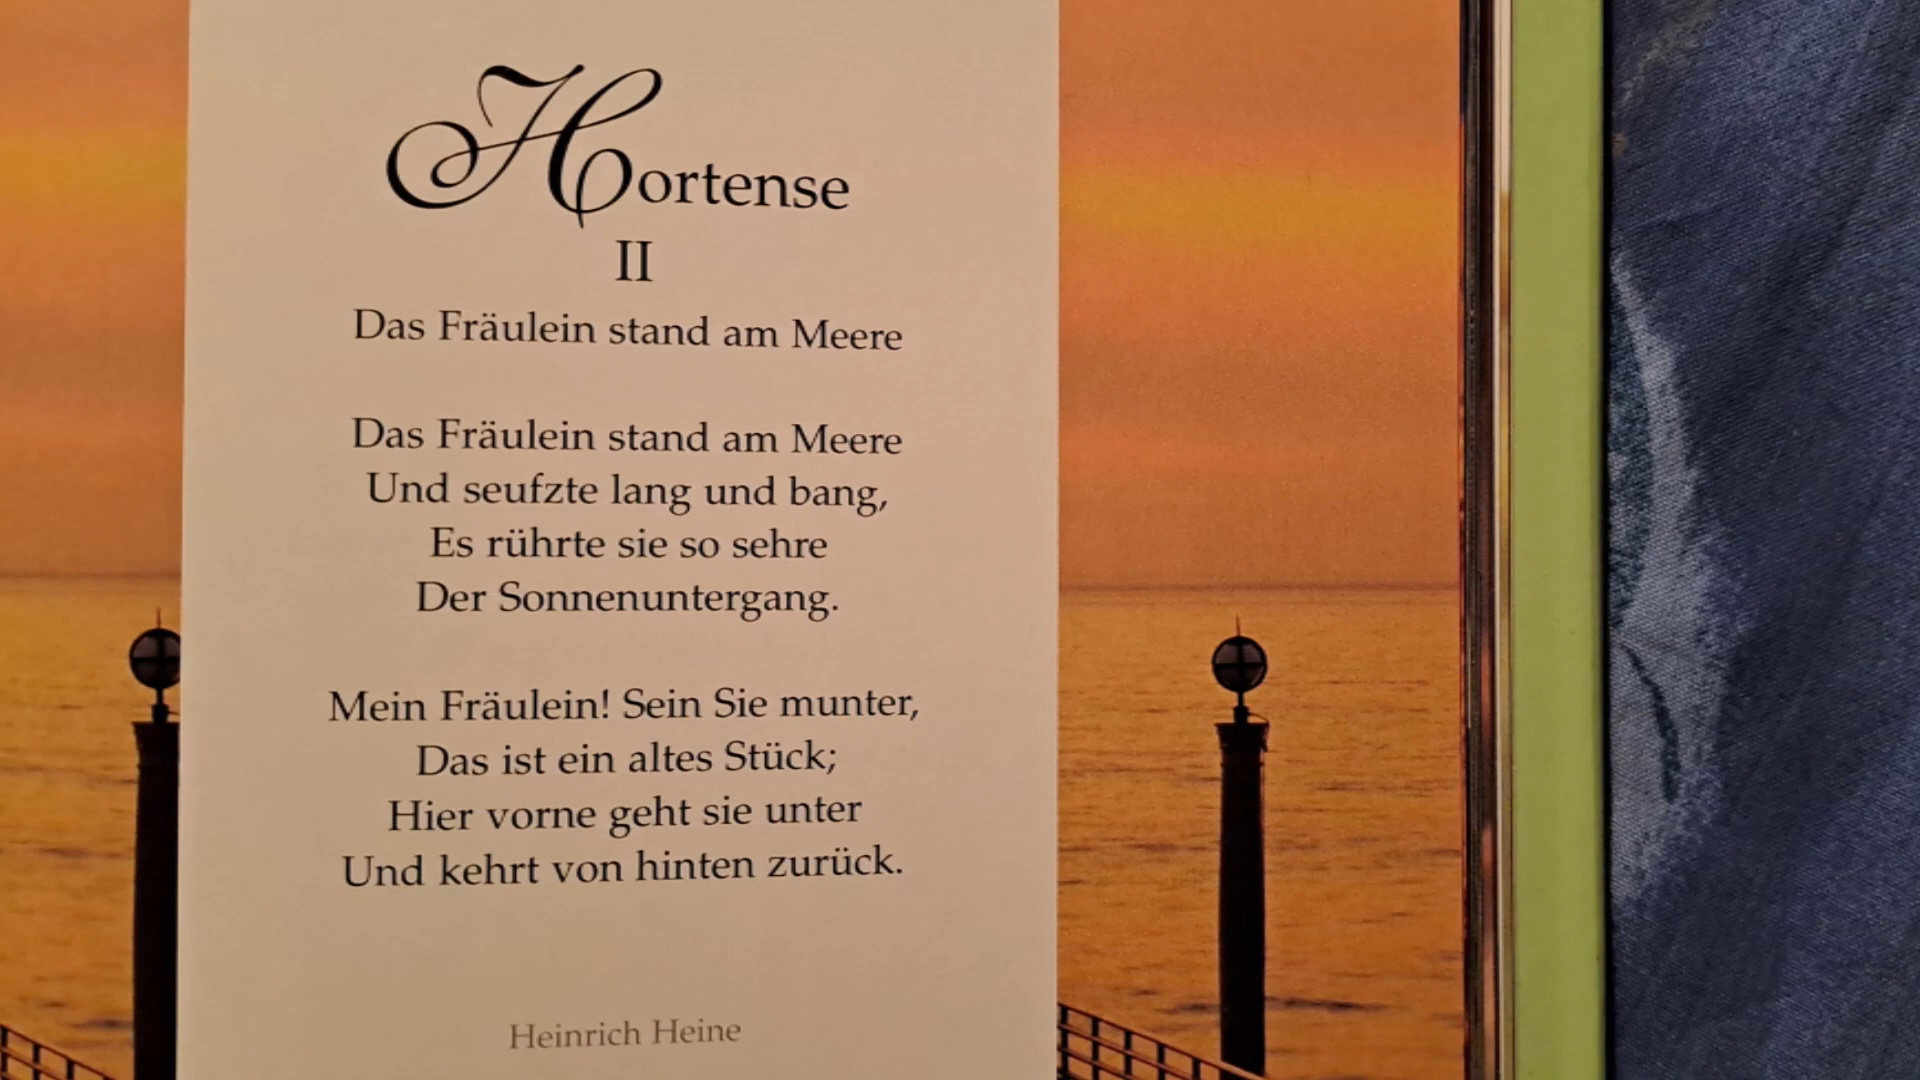 Hortense
II
Das Fräulein stand am Meere
Das Fräulein stand am Meere
Und seufzte lang und bang,
Es rührte sie so sehre
Der Sonnenuntergang.
Mein Fräulein! Sein Sie munter,
Das ist ein altes Stück;
Hier vorne geht sie unter
Und kehrt von hinten zurück.
Heinrich Heine